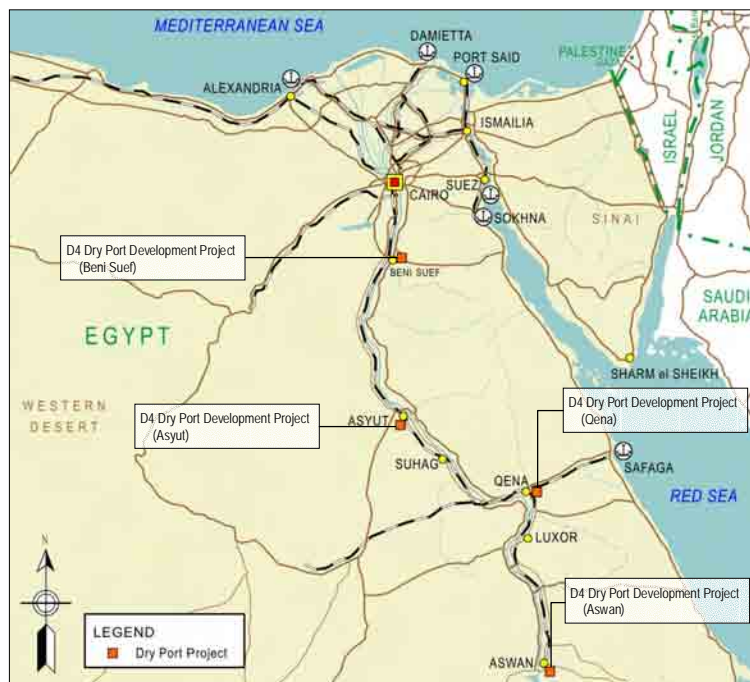 MEDITERRANEAN SEA
DAMIETTA
PORT SAID
ALEXANDRIA
PALESTINE
ISMAILIA
ISRAEL
JORDAN
CAIRO
SUEZ
SOKHNA
SINAI
D4 Dry Port Development Project
(Beni Suef)
BENI SUEF
SAUDI
ARABIA
EGYPT
SHARM el SHEIKH
WESTERN
DESERT
D4 Dry Port Development Project
(Asyut)
ASYUT
D4 Dry Port Development Project
(Qena)
SUHAG
QENA
SAFAGA
RED SEA
LUXOR
N
D4 Dry Port Development Project
(Aswan)
LEGEND
Dry Port Project
ASWAN